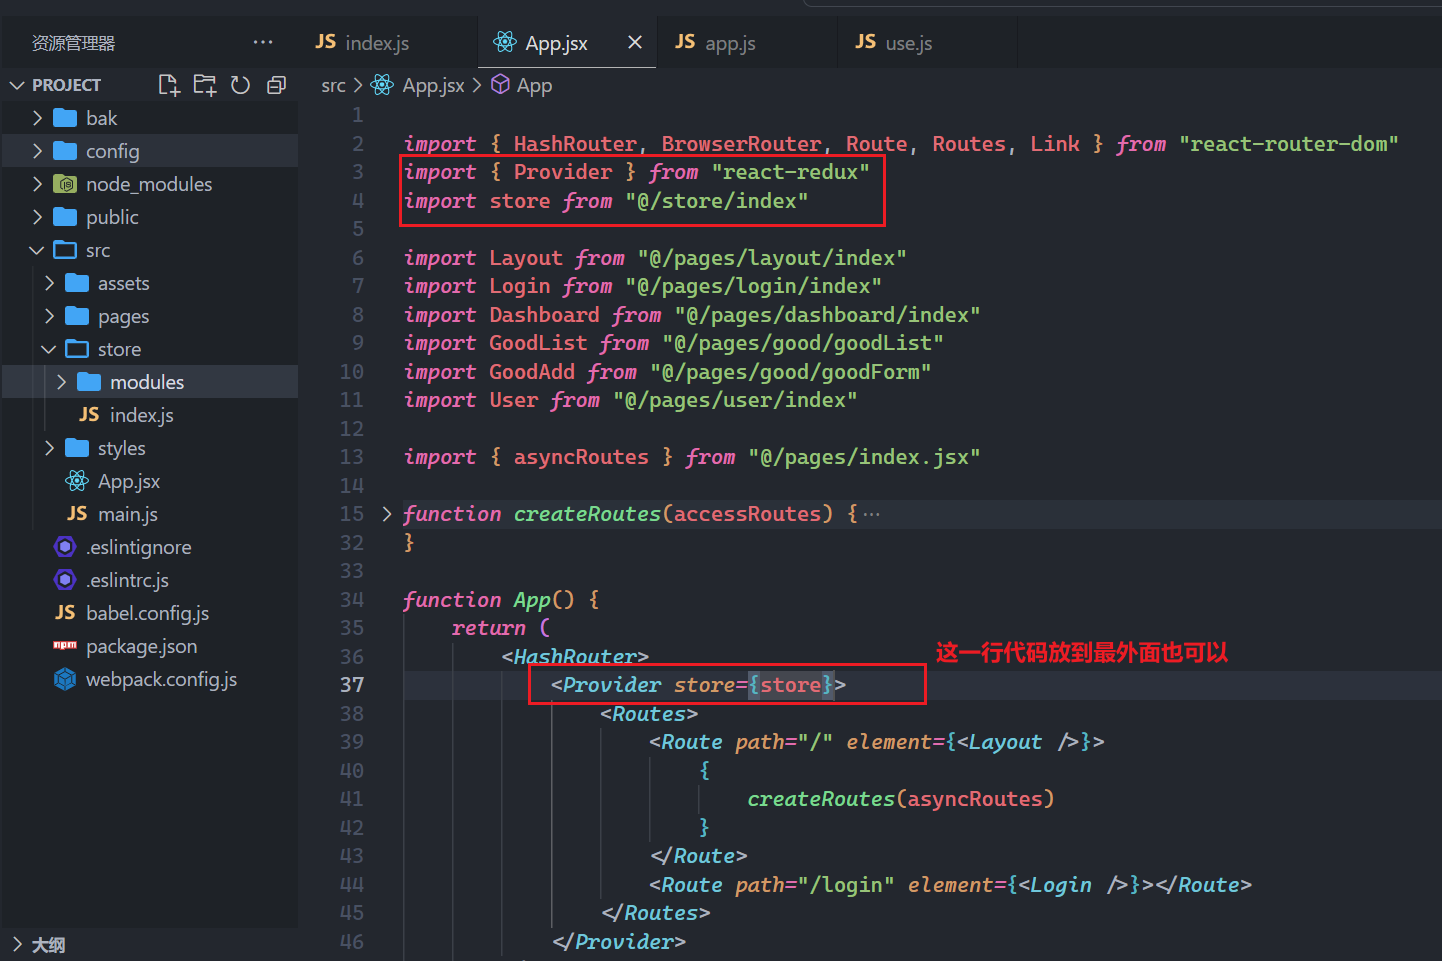 资源管理器 ···
JS index.js
App.jsx
JS app.js
JS use.js
PROJECT
src > App.jsx > App
bak
config
node_modules
public
src
assets
pages
store
modules
JS index.js
styles
App.jsx
JS main.js
.eslintignore
.eslintrc.js
JS babel.config.js
npm package.json
webpack.config.js
大纲
1
2 import { HashRouter, BrowserRouter, Route, Routes, Link } from "react-router-dom"
3 import { Provider } from "react-redux"
4 import store from "@/store/index"
5
6 import Layout from "@/pages/layout/index"
7 import Login from "@/pages/login/index"
8 import Dashboard from "@/pages/dashboard/index"
9 import GoodList from "@/pages/good/goodList"
10 import GoodAdd from "@/pages/good/goodForm"
11 import User from "@/pages/user/index"
12
13 import { asyncRoutes } from "@/pages/index.jsx"
14
15 function createRoutes(accessRoutes) { ···
32 }
33
34 function App() {
35 return (
36 <HashRouter>
这一行代码放到最外面也可以
37 <Provider store={store}>
38 <Routes>
39 <Route path="/" element={<Layout />}>
40 {
41 createRoutes(asyncRoutes)
42 }
43 </Route>
44 <Route path="/login" element={<Login />}></Route>
45 </Routes>
46 </Provider>